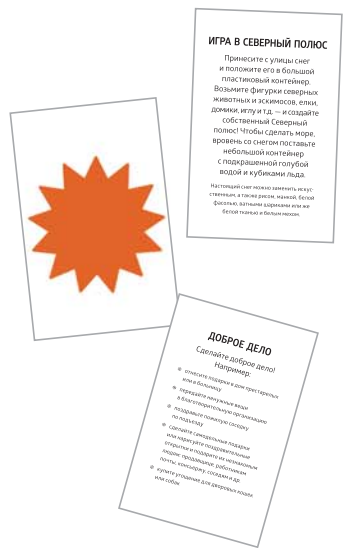 ИГРА В СЕВЕРНЫЙ ПОЛЮС
Принесите с улицы снег
и положите его в большой
пластиковый контейнер.
Возьмите фигурки северных
животных и эскимосов, елки,
домики, иглу и т.д. — и создайте
собственный Северный
полюс! Чтобы сделать море,
вровень со снегом поставьте
небольшой контейнер
с подкрашенной голубой
водой и кубиками льда.
Настоящий снег можно заменить искус-
ственным, а также рисом, манкой, белой
фасолью, ватными шариками или же
белой тканью и белым мехом.
ДОБРОЕ ДЕЛО
Сделайте доброе дело!
Например:
отнесите подарки в дом престарелых
или в больницу
передайте ненужные вещи
в благотворительную организацию
поздравьте пожилую соседку
по подъезду
сделайте самодельные подарки
или нарисуйте поздравительные
открытки и подарите их незнакомым
людям: продавщице, работникам
почты, консьержу, соседям и др.
купите угощение для дворовых кошек
или собак